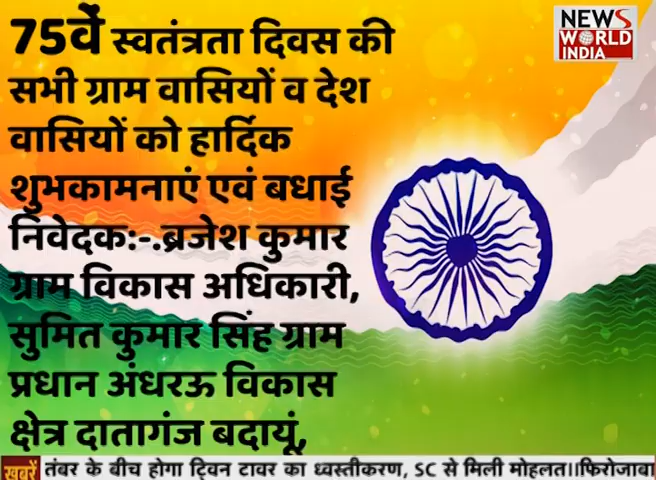 75वें स्वतंत्रता दिवस की
सभी ग्राम वासियों व देश
वासियों को हार्दिक
शुभकामनाएं एवं बधाई
निवेदक:-.ब्रजेश कुमार
ग्राम विकास अधिकारी,
सुमित कुमार सिंह ग्राम
प्रधान अंधरऊ विकास
क्षेत्र दातागंज बदायूं,
NEWS
WORLD
INDIA
खबरें तंबर के बीच होगा ट्विन टावर का ध्वस्तीकरण, SC से मिली मोहलत।।फिरोजाबा